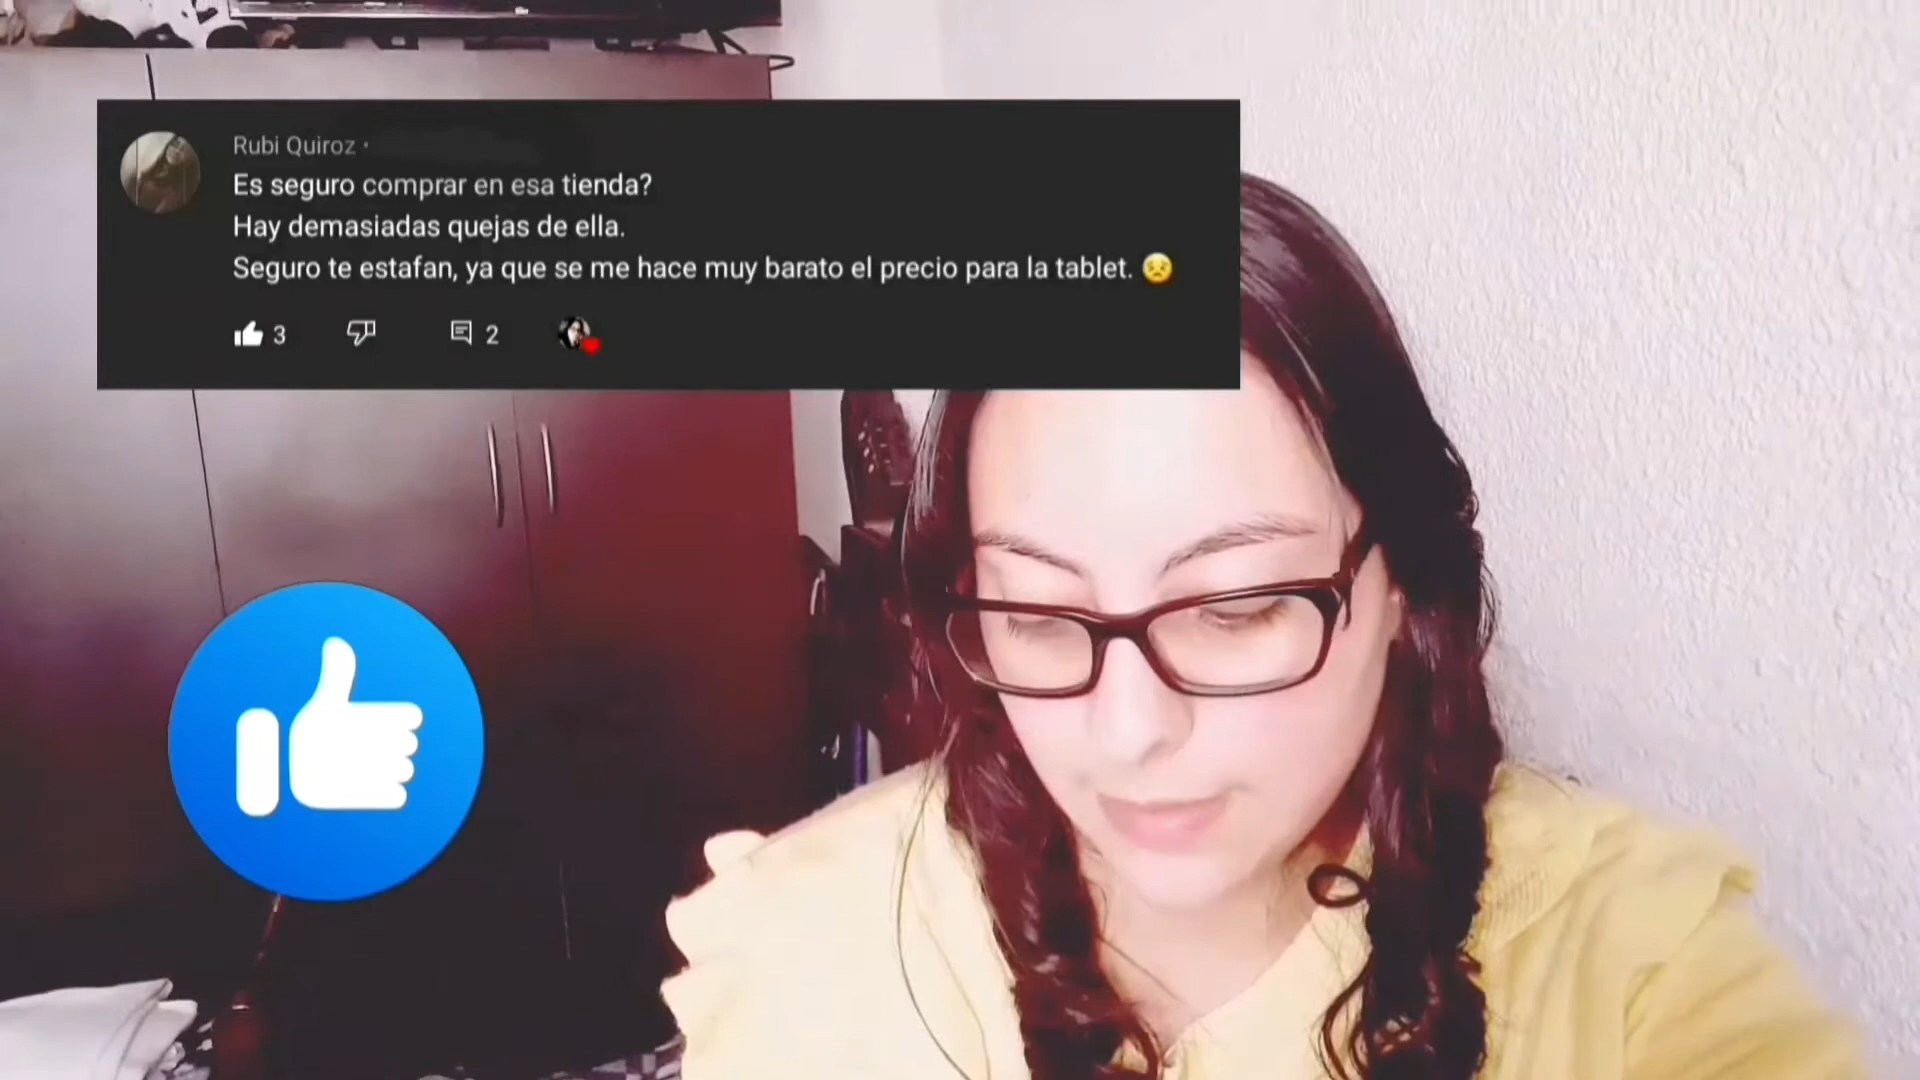 Rubi Quiroz ·
Es seguro comprar en esa tienda?
Hay demasiadas quejas de ella.
Seguro te estafan, ya que se me hace muy barato el precio para la tablet. 😟
3
2